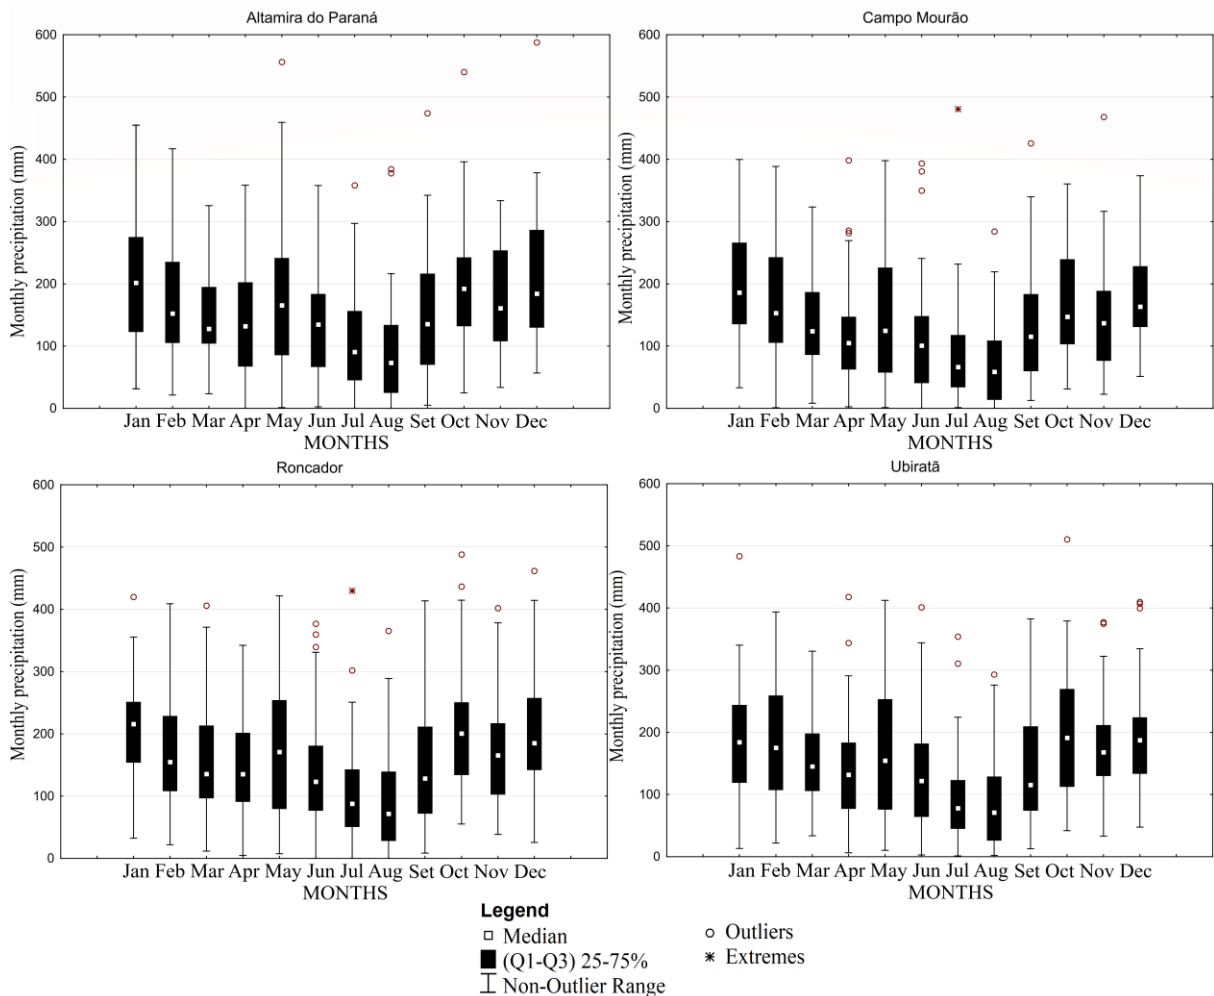 Altamira do Paraná
Monthly precipitation (mm)
600
500
400
300
200
100
0
Jan Feb Mar Apr May Jun Jul Aug Set Oct Nov Dec
MONTHS
Campo Mourão
Monthly precipitation (mm)
600
500
400
300
200
100
0
Jan Feb Mar Apr May Jun Jul Aug Set Oct Nov Dec
MONTHS
Roncador
Monthly precipitation (mm)
600
500
400
300
200
100
0
Jan Feb Mar Apr May Jun Jul Aug Set Oct Nov Dec
MONTHS
Ubiratã
Monthly precipitation (mm)
600
500
400
300
200
100
0
Jan Feb Mar Apr May Jun Jul Aug Set Oct Nov Dec
MONTHS
Legend
Median
(Q1-Q3) 25-75%
Non-Outlier Range
Outliers
Extremes